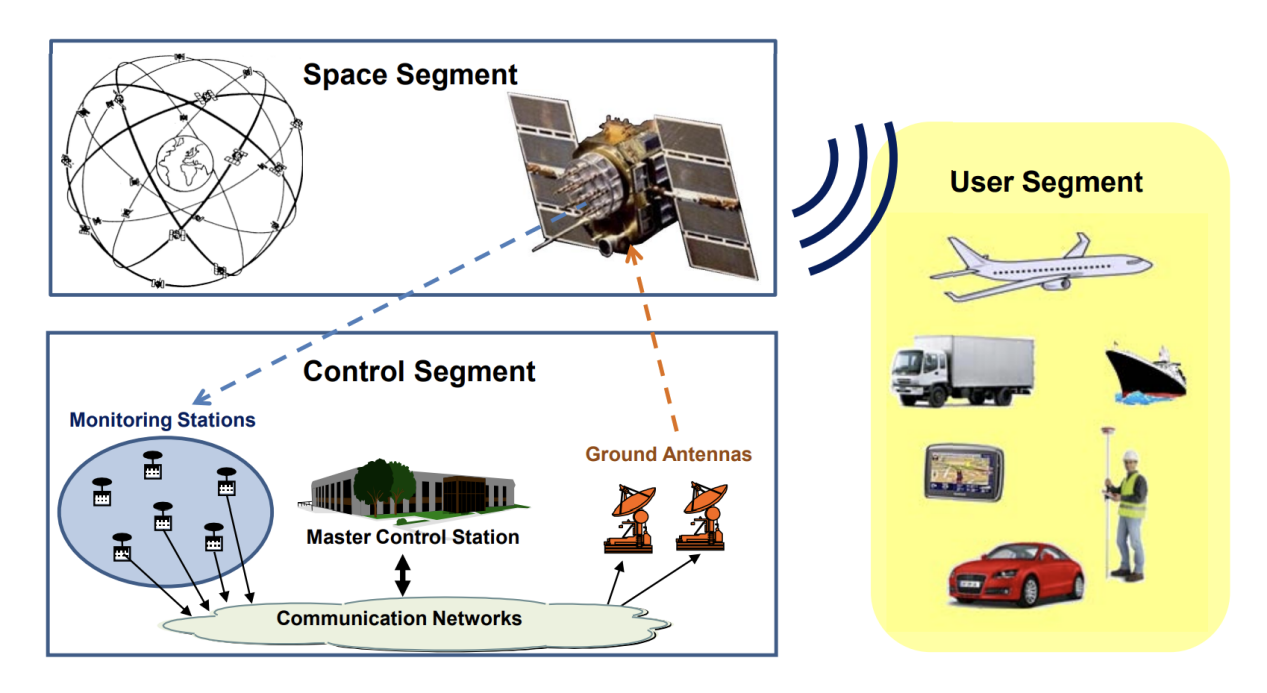 Space Segment
User Segment
Control Segment
Monitoring Stations
Ground Antennas
Master Control Station
Communication Networks